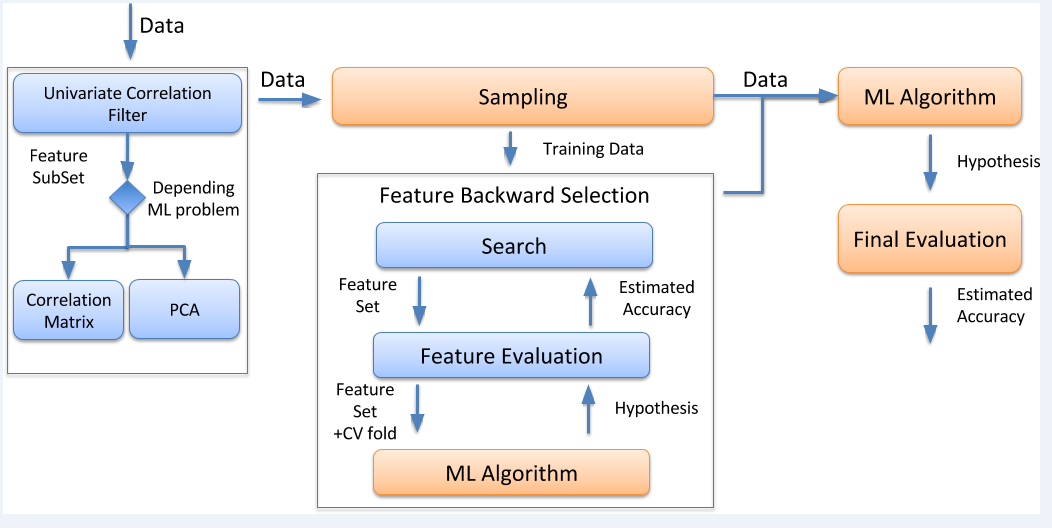 Data
Univariate Correlation
Filter
Feature
SubSet
Depending
ML problem
Correlation
Matrix
PCA
Data
Sampling
Training Data
Feature Backward Selection
Search
Feature
Set
Estimated
Accuracy
Feature Evaluation
Feature
Set
+CV fold
Hypothesis
ML Algorithm
Data
ML Algorithm
Hypothesis
Final Evaluation
Estimated
Accuracy